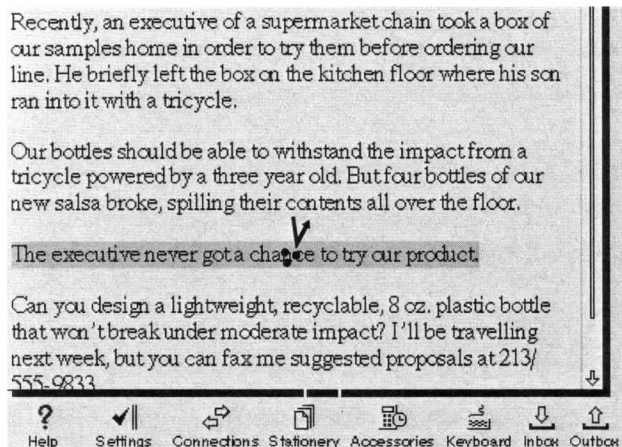 Recently, an executive of a supermarket chain took a box of
our samples home in order to try them before ordering our
line. He briefly left the box on the kitchen floor where his son
ran into it with a tricycle.
Our bottles should be able to withstand the impact from a
tricycle powered by a three year old. But four bottles of our
new salsa broke, spilling their contents all over the floor.
The executive never got a chance to try our product.
Can you design a lightweight, recyclable, 8 oz. plastic bottle
that won't break under moderate impact? I'll be travelling
next week, but you can fax me suggested proposals at 213/
555-9833
Help Settings Connections Stationery Accessories Keyboard Inbox Outbox